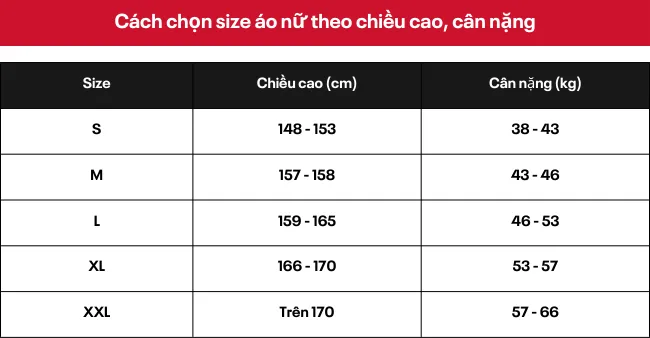 Cách chọn size áo nữ theo chiều cao, cân nặng
Size Chiều cao (cm) Cân nặng (kg)
S 148 - 153 38 - 43
M 157 - 158 43 - 46
L 159 - 165 46 - 53
XL 166 - 170 53 - 57
XXL Trên 170 57 - 66